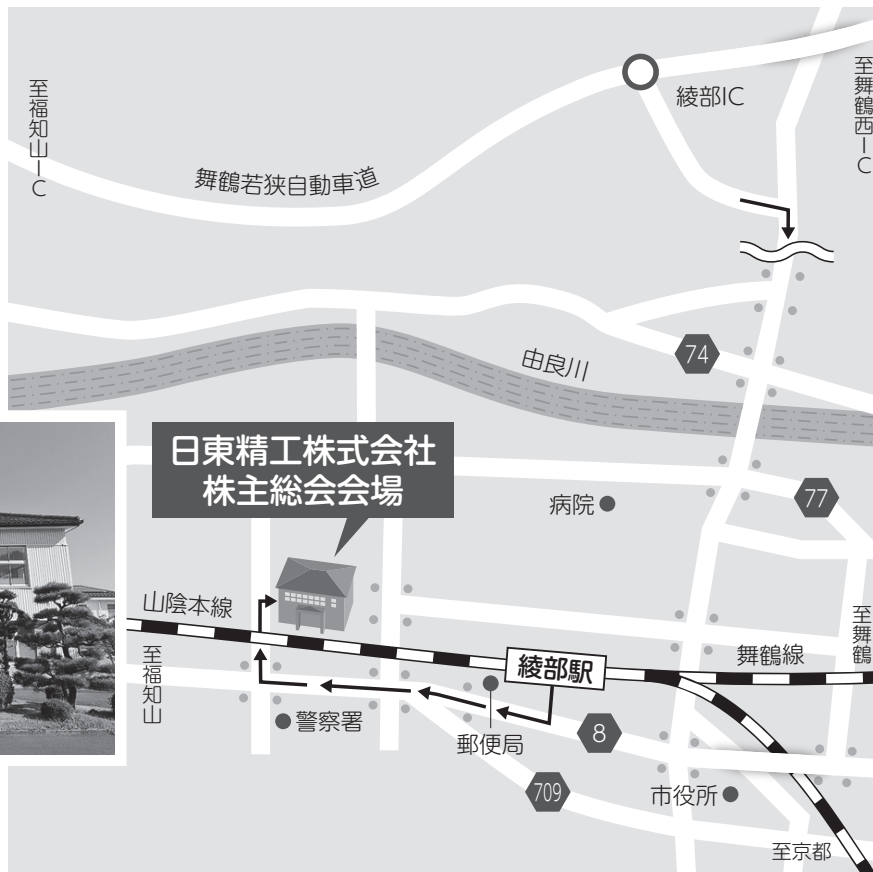 至福知山IC
綾部IC
至舞鶴西IC
舞鶴若狭自動車道
74
由良川
日東精工株式会社
株主総会会場
病院
77
山陰本線
至福知山
綾部駅
舞鶴線
至舞鶴
警察署
郵便局
8
709
市役所
至京都